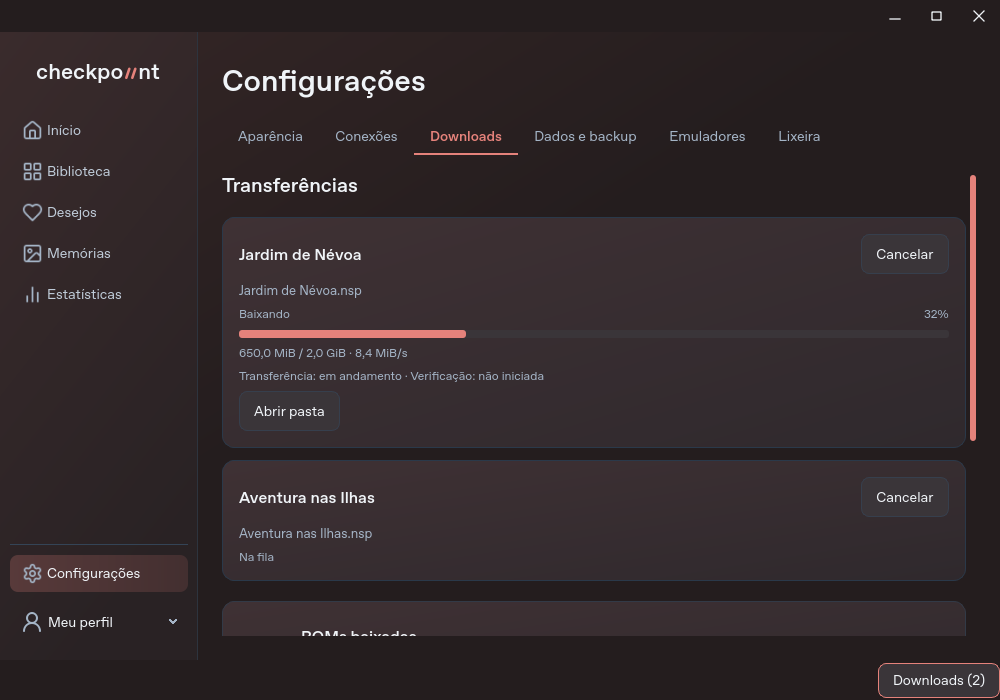 checkpo//nt
Início
Biblioteca
Desejos
Memórias
Estatísticas
Configurações
Meu perfil
Configurações
Aparência
Conexões
Downloads
Dados e backup
Emuladores
Lixeira
Transferências
Jardim de Névoa
Cancelar
Jardim de Névoa.nsp
Baixando
32%
650,0 MiB / 2,0 GiB · 8,4 MiB/s
Transferência: em andamento · Verificação: não iniciada
Abrir pasta
Aventura nas Ilhas
Cancelar
Aventura nas Ilhas.nsp
Na fila
ROMs baixadas
Downloads (2)